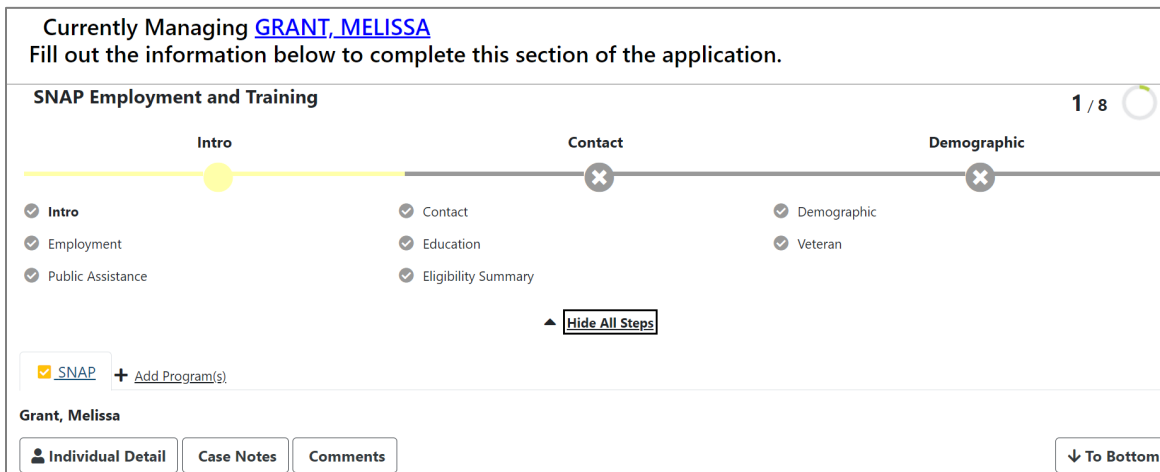 Currently Managing GRANT, MELISSA
Fill out the information below to complete this section of the application.
SNAP Employment and Training
1 / 8
Intro Contact Demographic
Intro Contact Demographic
Employment Education Veteran
Public Assistance Eligibility Summary
Hide All Steps
SNAP + Add Program(s)
Grant, Melissa
Individual Detail Case Notes Comments To Bottom